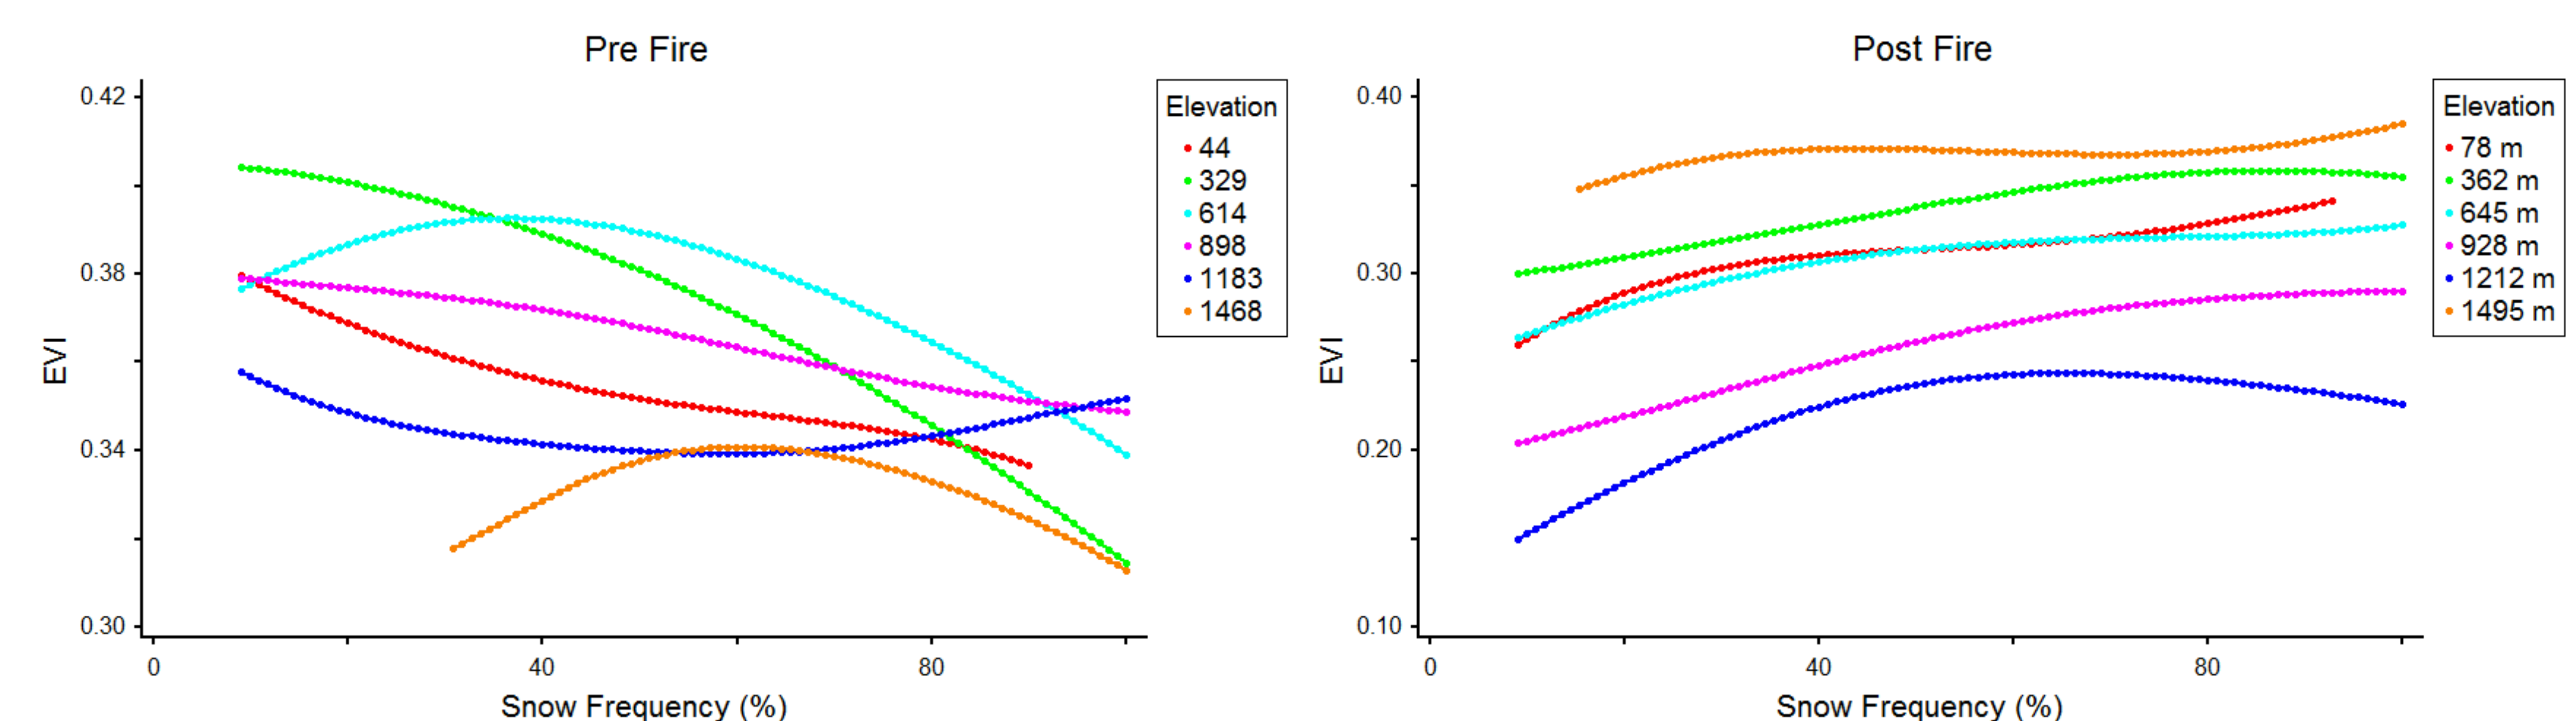 Pre Fire
0.42
0.38
0.34
0.30
EVI
0 40 80
Snow Frequency (%)
Elevation
44
329
614
898
1183
1468
Post Fire
0.40
0.30
0.20
0.10
EVI
0 40 80
Snow Frequency (%)
Elevation
78 m
362 m
645 m
928 m
1212 m
1495 m